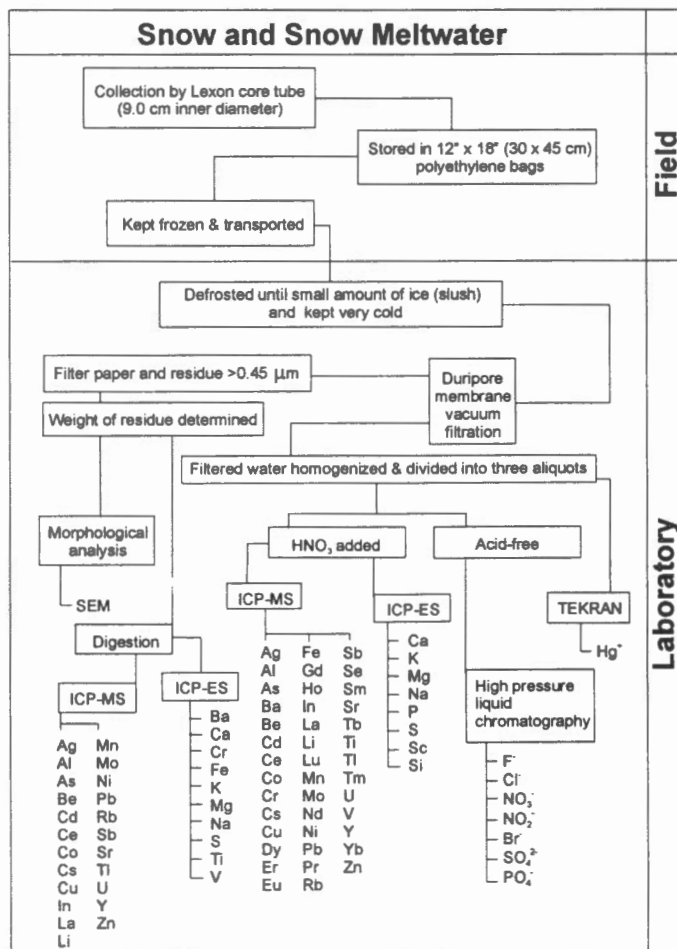 Snow and Snow Meltwater
Collection by Lexon core tube
(9.0 cm inner diameter)
Stored in 12" x 18" (30 x 45 cm)
polyethylene bags
Kept frozen & transported
Field
Defrosted until small amount of ice (slush)
and kept very cold
Filter paper and residue >0.45 µm
Duripore
membrane
vacuum
filtration
Weight of residue determined
Filtered water homogenized & divided into three aliquots
Morphological
analysis
SEM
HNO₃ added
Acid-free
Laboratory
ICP-MS
ICP-ES
TEKRAN
Hg⁺
Digestion
ICP-MS
ICP-ES
High pressure
liquid
chromatography
Ag Mn
Al Mo
As Ni
Be Pb
Cd Rb
Ce Sb
Co Sr
Cs Tl
Cu U
In Y
La Zn
Li
Ba
Ca
Cr
Fe
K
Mg
Na
S
Ti
V
Ag Fe Sb
Al Gd Se
As Ho Sm
Ba In Sr
Be La Tb
Cd Li Ti
Ce Lu Tl
Co Mn Tm
Cr Mo U
Cs Nd V
Cu Ni Y
Dy Pb Yb
Er Pr Zn
Eu Rb
Ca
K
Mg
Na
P
S
Sc
Si
F⁻
Cl⁻
NO₃⁻
NO₂⁻
Br⁻
SO₄²⁻
PO₄⁻